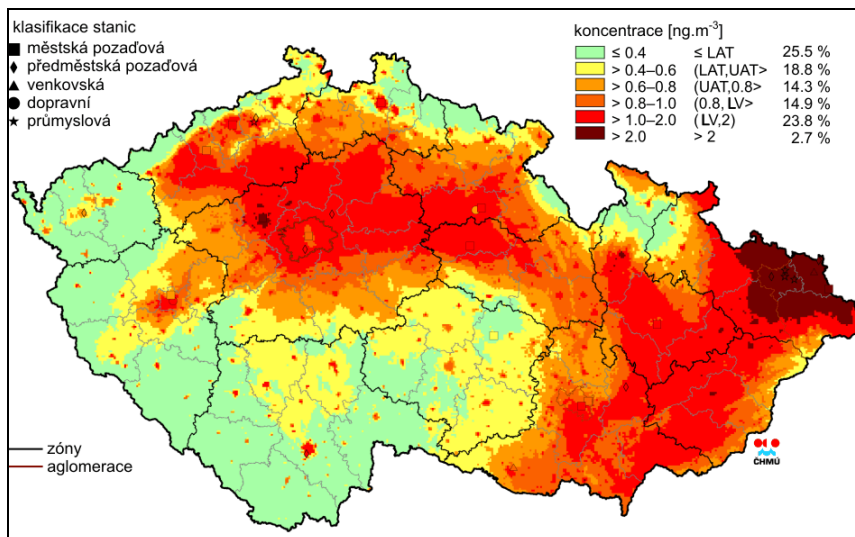 klasifikace stanic
městská pozaďová
předměstská pozaďová
venkovská
dopravní
průmyslová
koncentrace [ng.m⁻³]
≤ 0.4 ≤ LAT 25.5 %
> 0.4–0.6 (LAT,UAT> 18.8 %
> 0.6–0.8 (UAT,0.8> 14.3 %
> 0.8–1.0 (0.8, LV> 14.9 %
> 1.0–2.0 (LV,2) 23.8 %
> 2.0 > 2 2.7 %
zóny
aglomerace
ČHMÚ